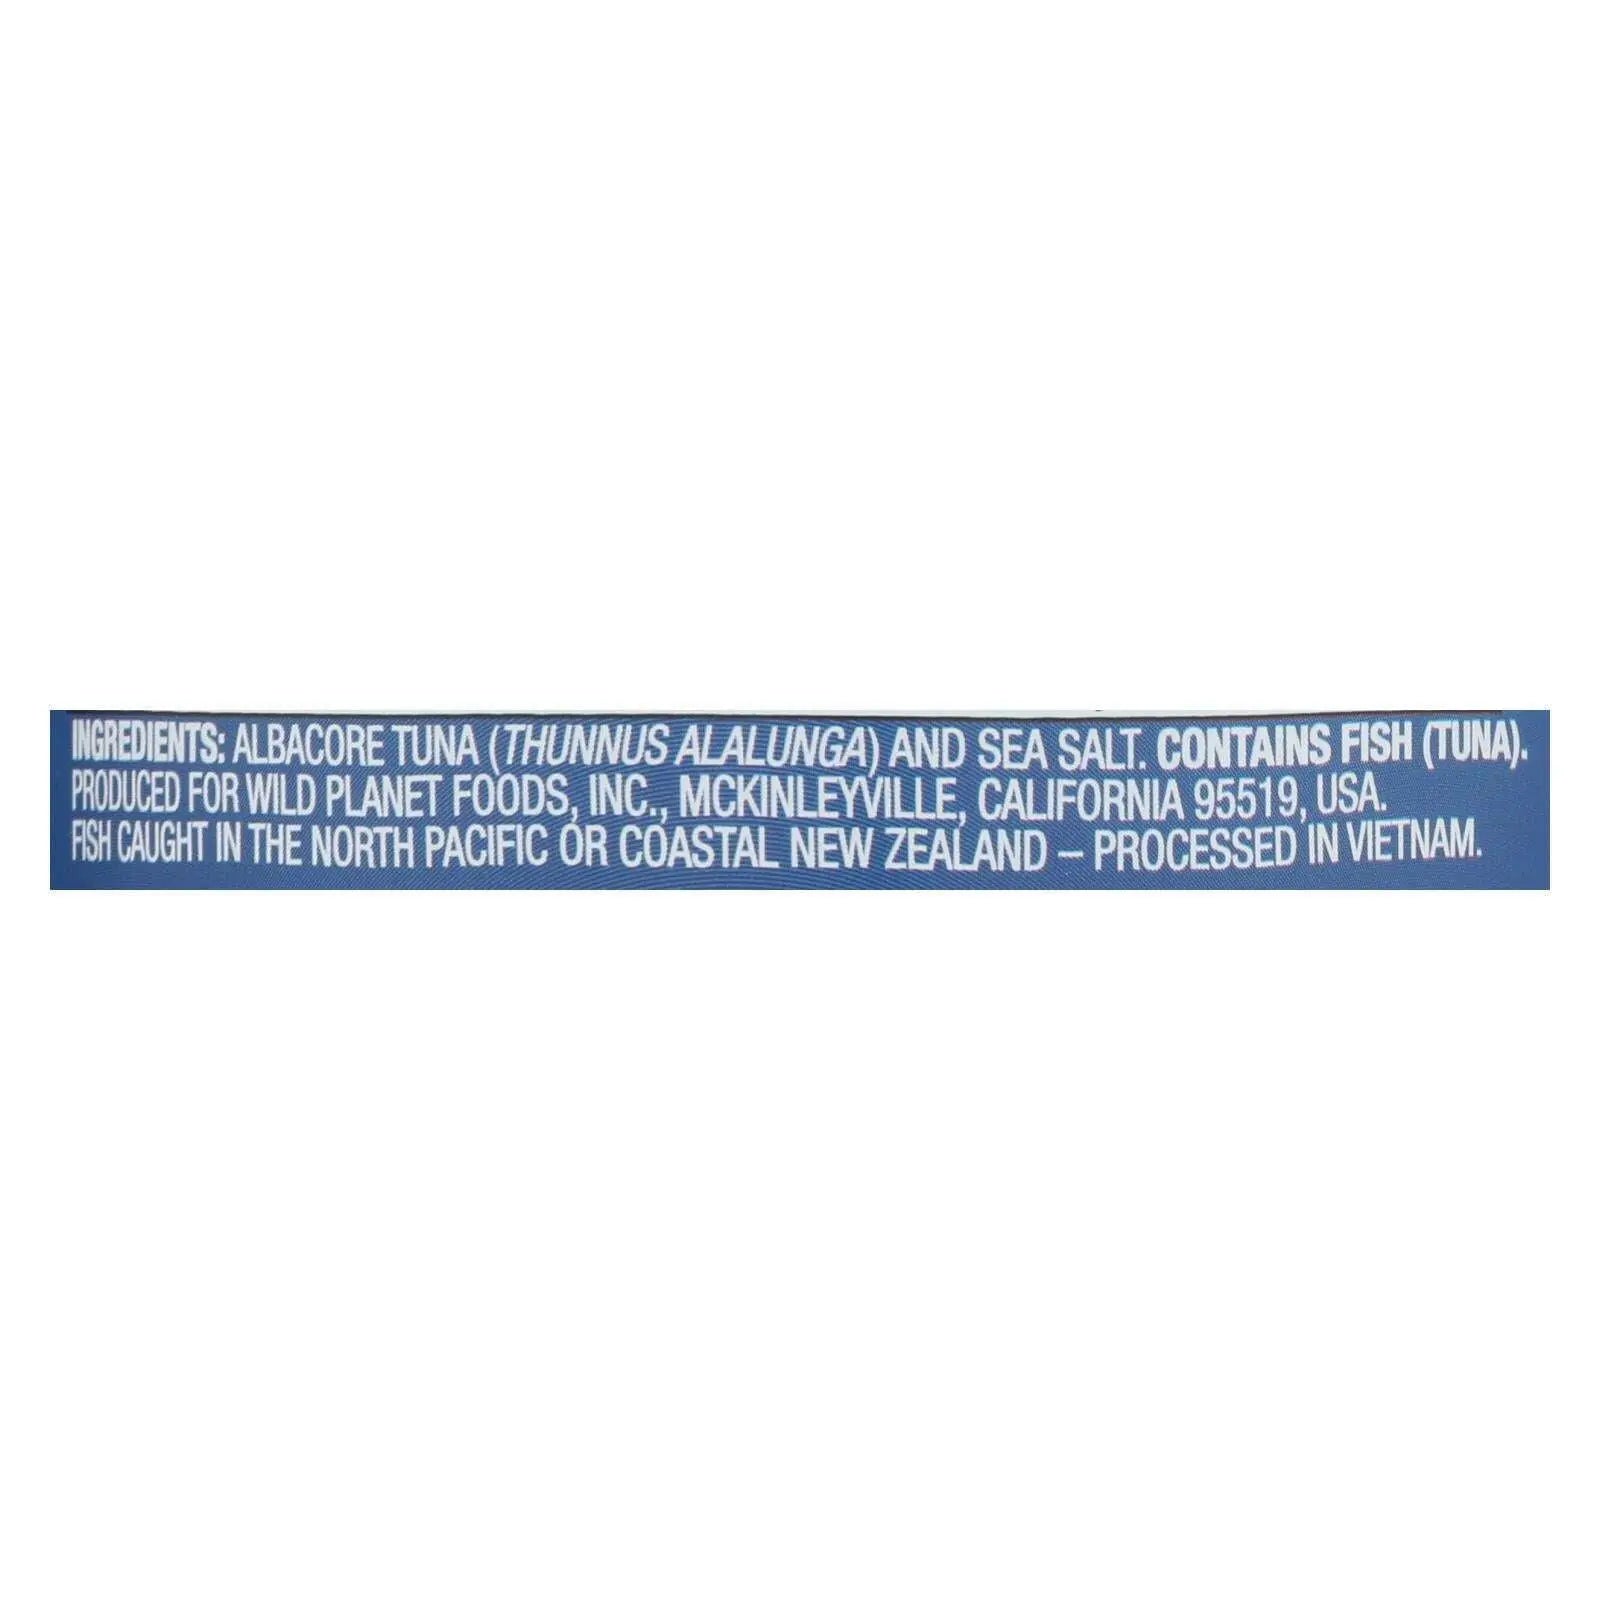 INGREDIENTS: ALBACORE TUNA (THUNNUS ALALUNGA) AND SEA SALT. CONTAINS FISH (TUNA).
PRODUCED FOR WILD PLANET FOODS, INC., MCKINLEYVILLE, CALIFORNIA 95519, USA.
FISH CAUGHT IN THE NORTH PACIFIC OR COASTAL NEW ZEALAND – PROCESSED IN VIETNAM.